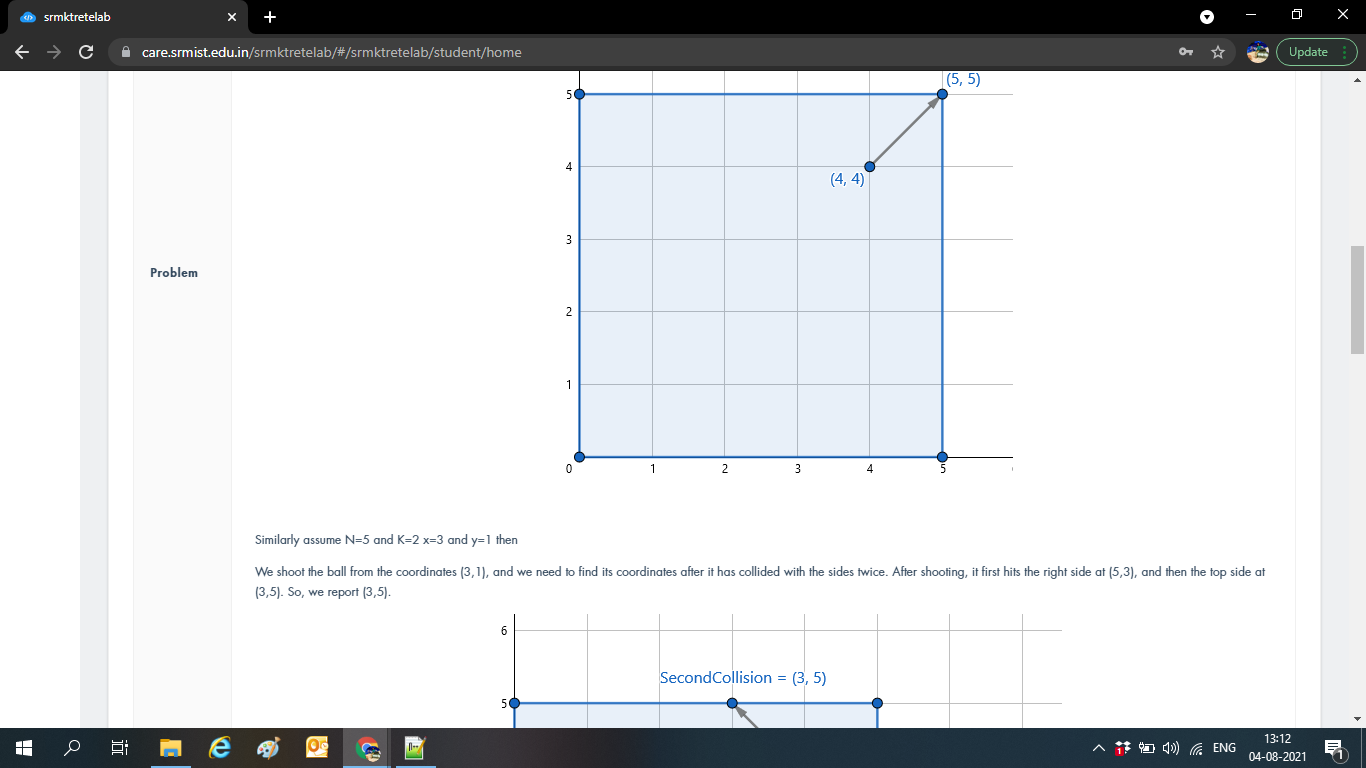 srmktretelab
care.srmist.edu.in/srmktretelab/#/srmktretelab/student/home
Update
(5, 5)
5
4
(4, 4)
3
Problem
2
1
0 1 2 3 4 5
Similarly assume N=5 and K=2 x=3 and y=1 then
We shoot the ball from the coordinates (3,1), and we need to find its coordinates after it has collided with the sides twice. After shooting, it first hits the right side at (5,3), and then the top side at
(3,5). So, we report (3,5).
6
SecondCollision = (3, 5)
5
ENG
13:12
04-08-2021
1